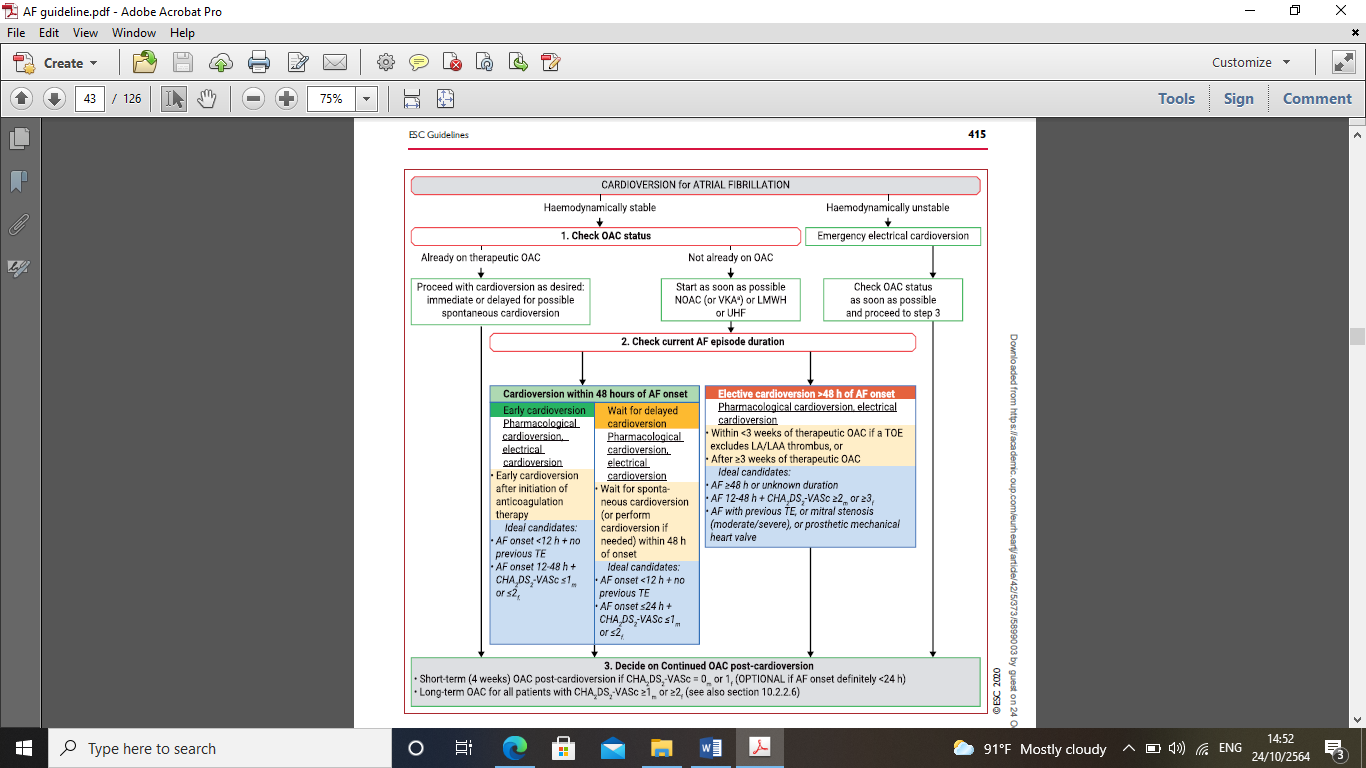 AF guideline.pdf - Adobe Acrobat Pro
File Edit View Window Help
Create
Customize
43 / 126
75%
Tools Sign Comment
ESC Guidelines 415
CARDIOVERSION for ATRIAL FIBRILLATION
Haemodynamically stable
Haemodynamically unstable
1. Check OAC status
Emergency electrical cardioversion
Already on therapeutic OAC
Not already on OAC
Proceed with cardioversion as desired:
immediate or delayed for possible
spontaneous cardioversion
Start as soon as possible
NOAC (or VKAª) or LMWH
or UHF
Check OAC status
as soon as possible
and proceed to step 3
2. Check current AF episode duration
Cardioversion within 48 hours of AF onset
Early cardioversion
Pharmacological
cardioversion,
electrical
cardioversion
• Early cardioversion
after initiation of
anticoagulation
therapy
Ideal candidates:
• AF onset <12 h + no
previous TE
• AF onset 12-48 h +
CHA₂DS₂-VASc ≤1m
or ≤2f
Wait for delayed
cardioversion
Pharmacological
cardioversion,
electrical
cardioversion
• Wait for sponta-
neous cardioversion
(or perform
cardioversion if
needed) within 48 h
of onset
Ideal candidates:
• AF onset <12 h + no
previous TE
• AF onset ≤24 h +
CHA₂DS₂-VASc ≤1m
or ≤2f
Elective cardioversion >48 h of AF onset
Pharmacological cardioversion, electrical
cardioversion
• Within <3 weeks of therapeutic OAC if a TOE
excludes LA/LAA thrombus, or
• After ≥3 weeks of therapeutic OAC
Ideal candidates:
• AF ≥48 h or unknown duration
• AF 12-48 h + CHA₂DS₂-VASc ≥2m or ≥3f
• AF with previous TE, or mitral stenosis
(moderate/severe), or prosthetic mechanical
heart valve
3. Decide on Continued OAC post-cardioversion
• Short-term (4 weeks) OAC post-cardioversion if CHA₂DS₂-VASc = 0m or 1f (OPTIONAL if AF onset definitely <24 h)
• Long-term OAC for all patients with CHA₂DS₂-VASc ≥1m or ≥2f (see also section 10.2.2.6)
©ESC 2020
Downloaded from https://academic.oup.com/eurheartj/article/42/5/373/5899003 by guest on 24 O
Type here to search
91°F Mostly cloudy
ENG
14:52
24/10/2564
3